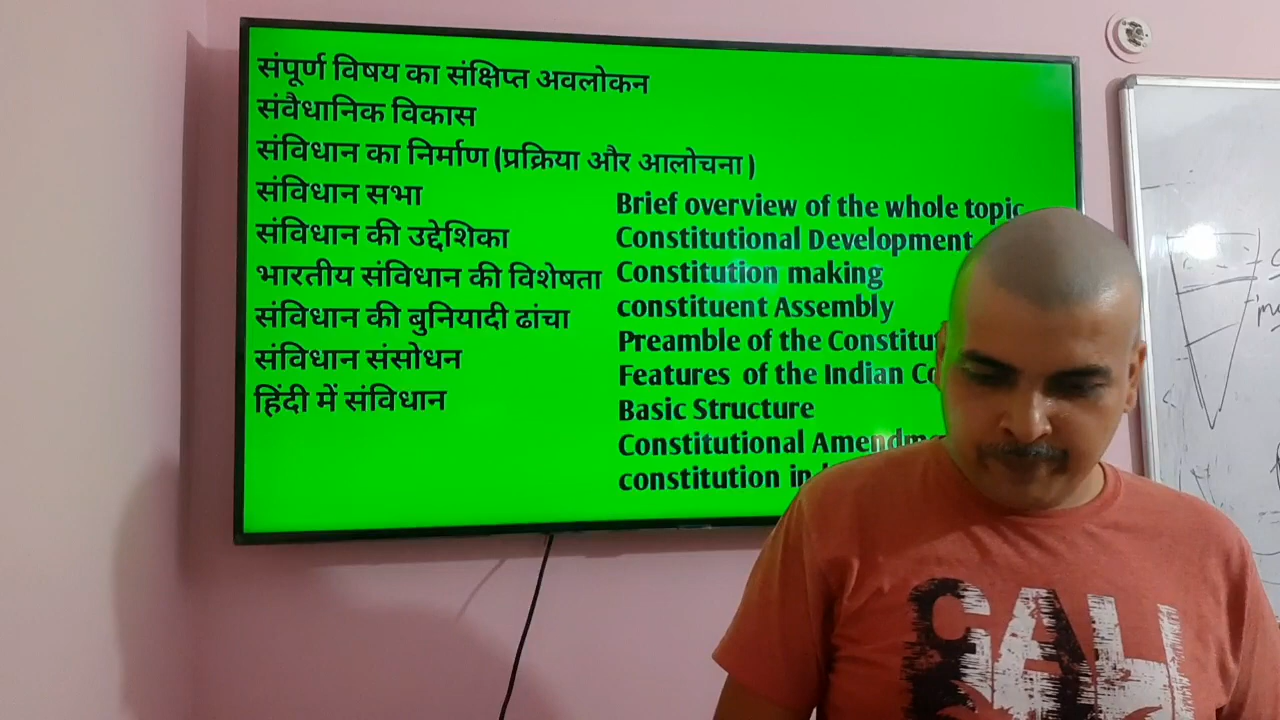 संपूर्ण विषय का संक्षिप्त अवलोकन
संवैधानिक विकास
संविधान का निर्माण (प्रक्रिया और आलोचना )
संविधान सभा
संविधान की उद्देशिका
भारतीय संविधान की विशेषता
संविधान की बुनियादी ढांचा
संविधान संसोधन
हिंदी में संविधान
Brief overview of the whole topic
Constitutional Development
Constitution making
constituent Assembly
Preamble of the
Features of the Indian
Basic Structure
Constitutional
constitution
CALI